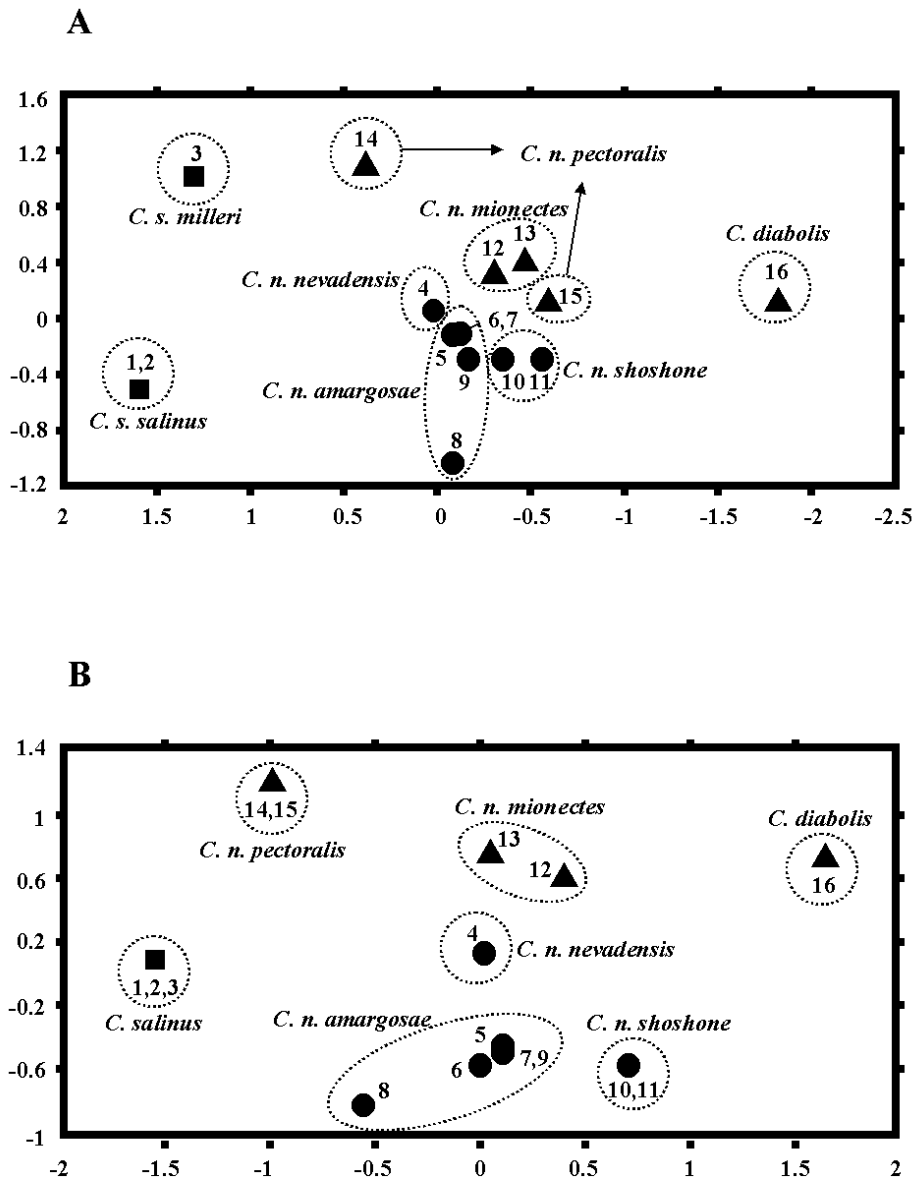 A
1.6
1.2
0.8
0.4
0
-0.4
-0.8
-1.2
2 1.5 1 0.5 0 -0.5 -1 -1.5 -2 -2.5
3
C. s. milleri
14
C. n. pectoralis
C. n. mionectes
12 13
C. diabolis
16
C. n. nevadensis
4
15
6,7
5
1,2
C. s. salinus
C. n. amargosae
9 10 11
C. n. shoshone
8
B
1.4
1
0.6
0.2
-0.2
-0.6
-1
-2 -1.5 -1 -0.5 0 0.5 1 1.5 2
14,15
C. n. pectoralis
C. n. mionectes
13
12
C. diabolis
16
4
C. n. nevadensis
1,2,3
C. salinus
C. n. amargosae
5
7,9
6
8
C. n. shoshone
10,11